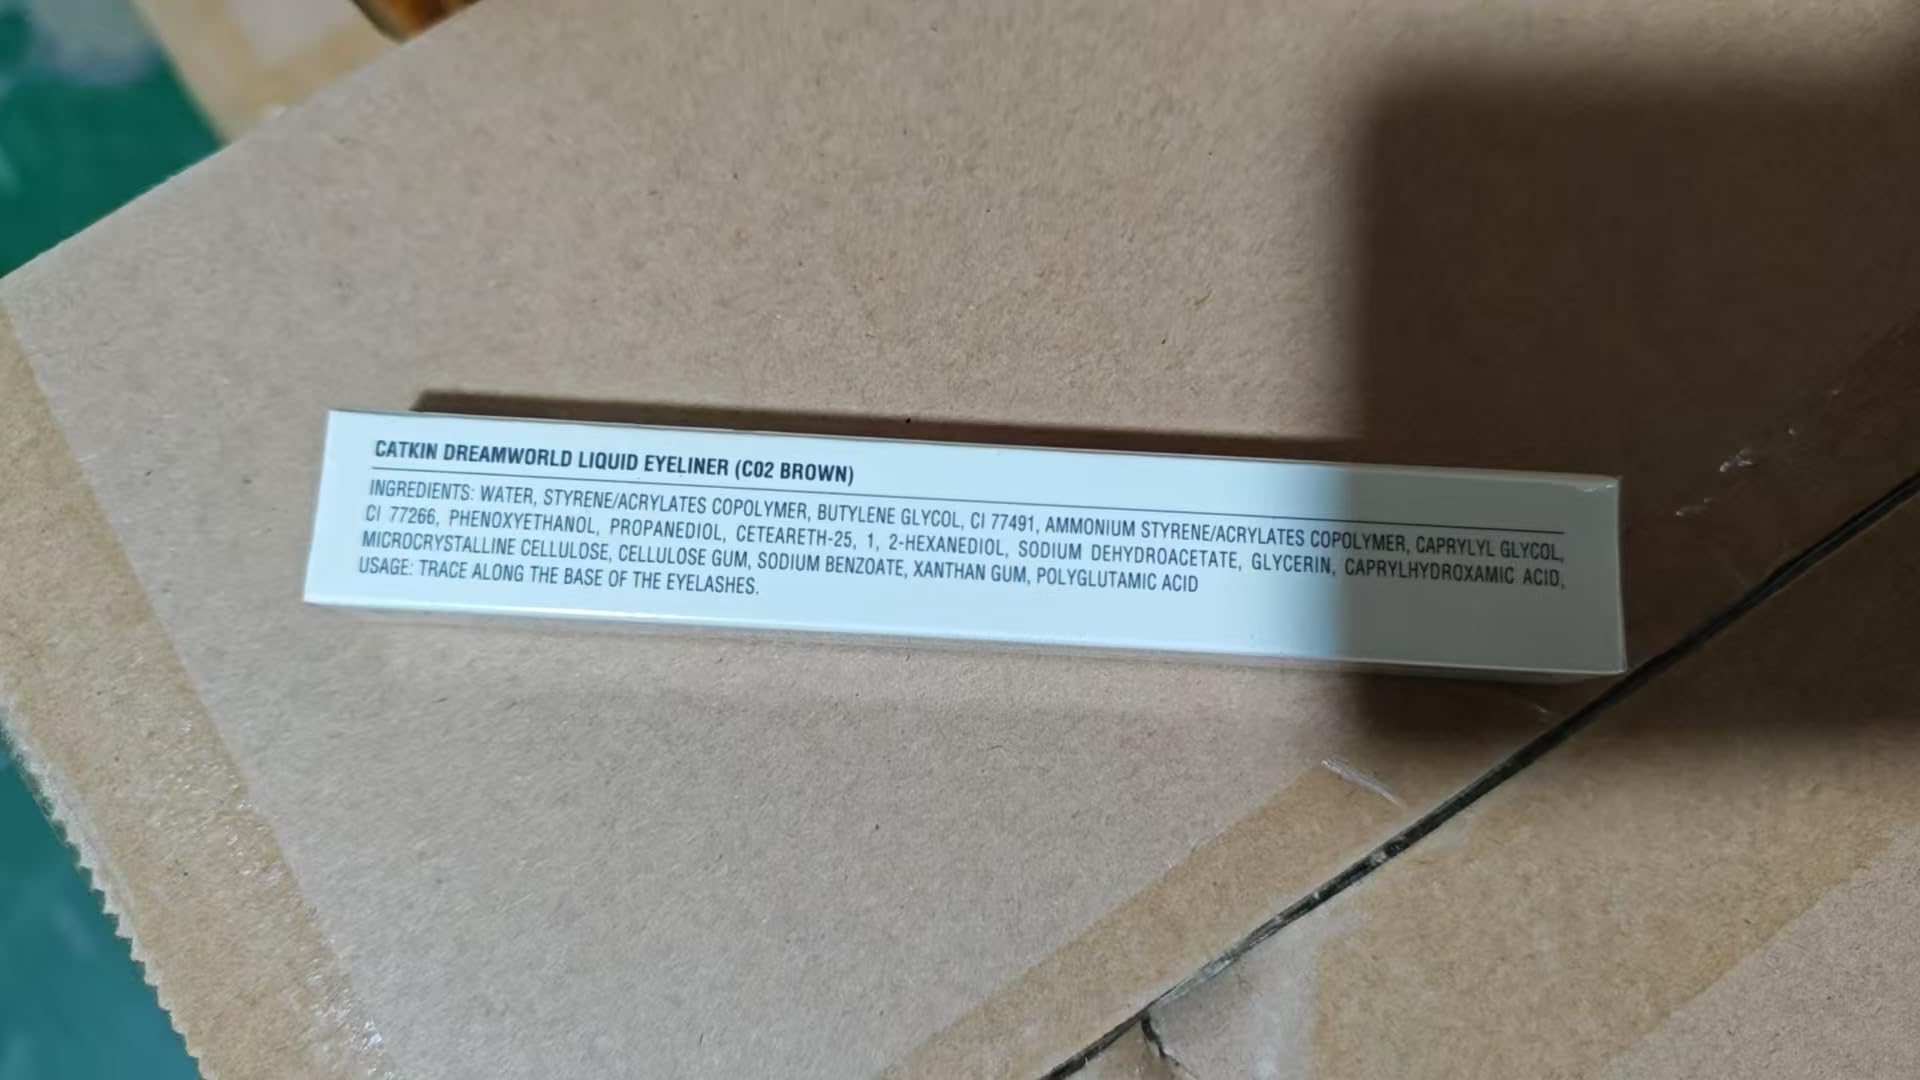 CATKIN DREAMWORLD LIQUID EYELINER (C02 BROWN)
INGREDIENTS: WATER, STYRENE/ACRYLATES COPOLYMER, BUTYLENE GLYCOL, CI 77491, AMMONIUM STYRENE/ACRYLATES COPOLYMER, CAPRYLYL GLYCOL,
CI 77266, PHENOXYETHANOL, PROPANEDIOL, CETEARETH-25, 1, 2-HEXANEDIOL, SODIUM DEHYDROACETATE, GLYCERIN, CAPRYLHYDROXAMIC ACID,
MICROCRYSTALLINE CELLULOSE, CELLULOSE GUM, SODIUM BENZOATE, XANTHAN GUM, POLYGLUTAMIC ACID
USAGE: TRACE ALONG THE BASE OF THE EYELASHES.